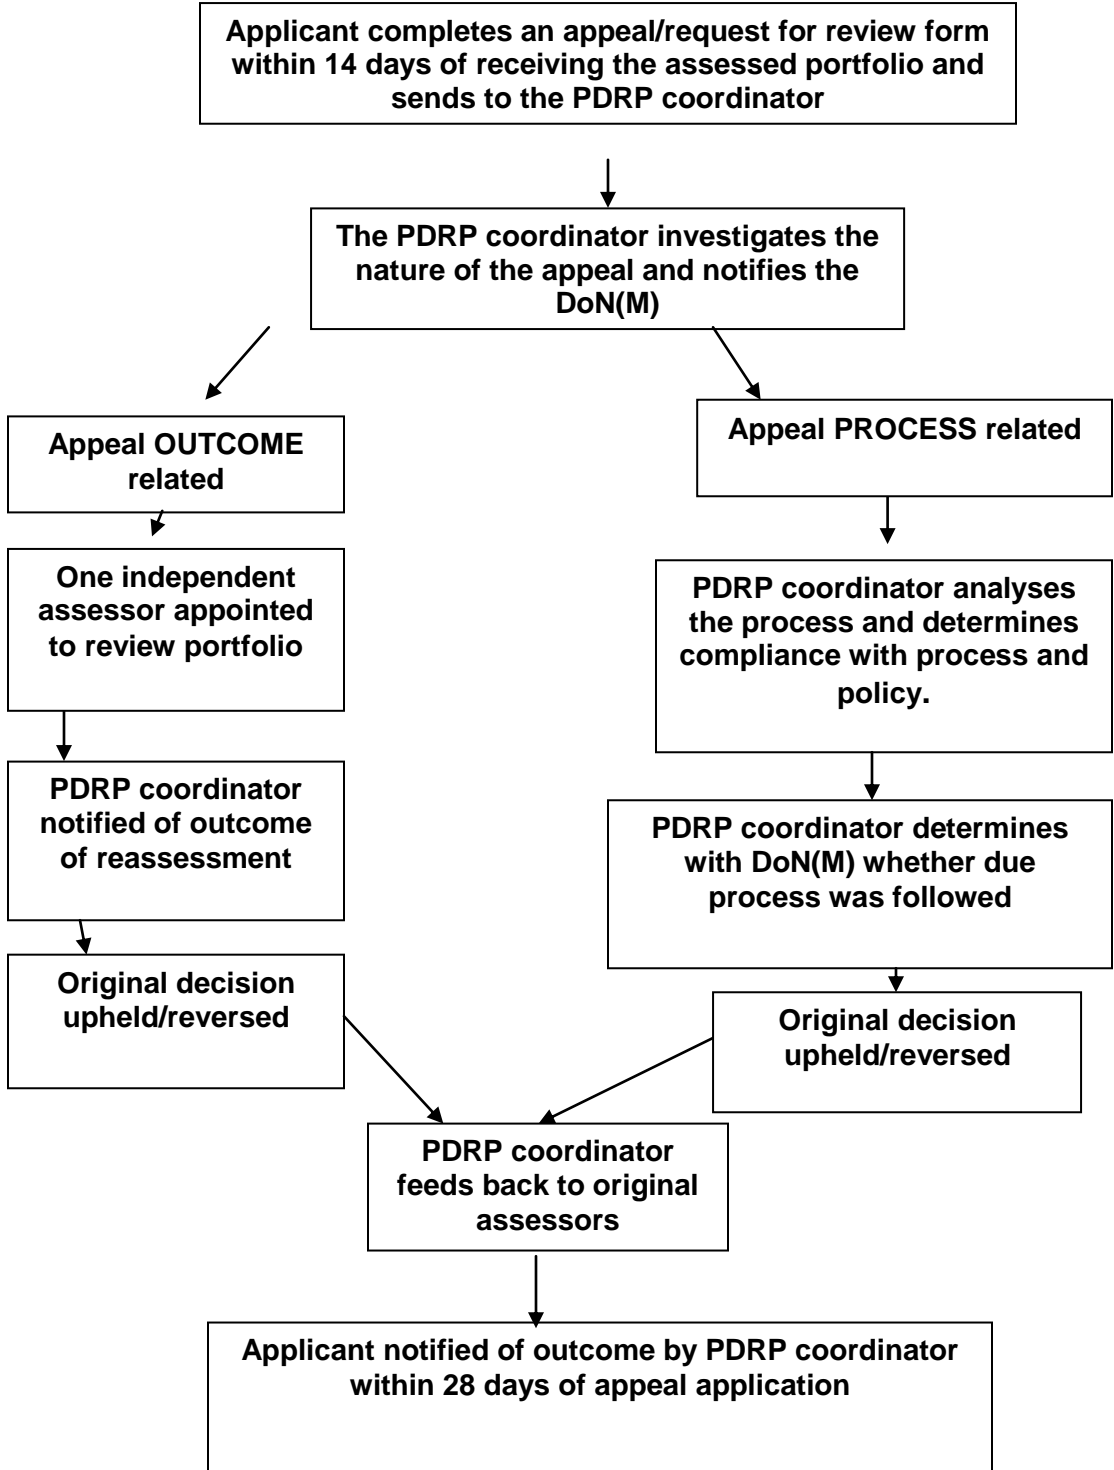 Applicant completes an appeal/request for review form
within 14 days of receiving the assessed portfolio and
sends to the PDRP coordinator
The PDRP coordinator investigates the
nature of the appeal and notifies the
DoN(M)
Appeal OUTCOME
related
One independent
assessor appointed
to review portfolio
PDRP coordinator
notified of outcome
of reassessment
Original decision
upheld/reversed
Appeal PROCESS related
PDRP coordinator analyses
the process and determines
compliance with process and
policy.
PDRP coordinator determines
with DoN(M) whether due
process was followed
Original decision
upheld/reversed
PDRP coordinator
feeds back to original
assessors
Applicant notified of outcome by PDRP coordinator
within 28 days of appeal application